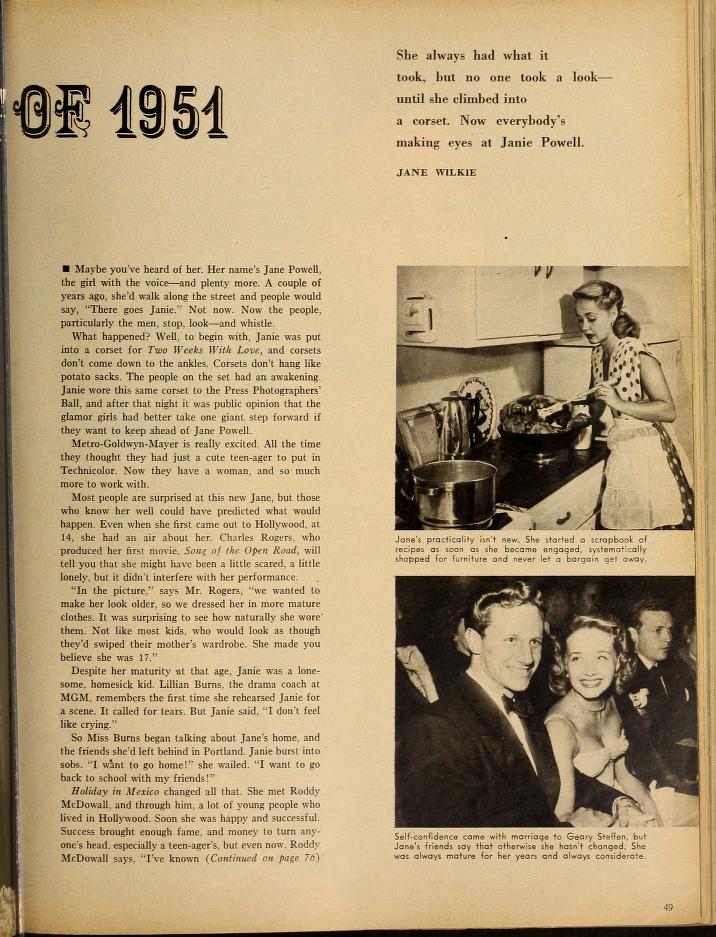 OF 1951
She always had what it
took, but no one took a look—
until she climbed into
a corset. Now everybody's
making eyes at Janie Powell.
JANE WILKIE
■ Maybe you've heard of her. Her name's Jane Powell,
the girl with the voice—and plenty more. A couple of
years ago, she'd walk along the street and people would
say, "There goes Janie." Not now. Now the people,
particularly the men, stop, look—and whistle.
What happened? Well, to begin with, Janie was put
into a corset for Two Weeks With Love, and corsets
don't come down to the ankles. Corsets don't hang like
potato sacks. The people on the set had an awakening.
Janie wore this same corset to the Press Photographers'
Ball, and after that night it was public opinion that the
glamor girls had better take one giant step forward if
they want to keep ahead of Jane Powell.
Metro-Goldwyn-Mayer is really excited. All the time
they thought they had just a cute teen-ager to put in
Technicolor. Now they have a woman, and so much
more to work with.
Most people are surprised at this new Jane, but those
who know her well could have predicted what would
happen. Even when she first came out to Hollywood, at
14, she had an air about her. Charles Rogers, who
produced her first movie, Song of the Open Road, will
tell you that she might have been a little scared, a little
lonely, but it didn't interfere with her performance.
"In the picture," says Mr. Rogers, "we wanted to
make her look older, so we dressed her in more mature
clothes. It was surprising to see how naturally she wore
them. Not like most kids, who would look as though
they'd swiped their mother's wardrobe. She made you
believe she was 17."
Despite her maturity at that age, Janie was a lone-
some, homesick kid. Lillian Burns, the drama coach at
MGM, remembers the first time she rehearsed Janie for
a scene. It called for tears. But Janie said, "I don't feel
like crying."
So Miss Burns began talking about Jane's home, and
the friends she'd left behind in Portland. Janie burst into
sobs. "I want to go home!" she wailed. "I want to go
back to school with my friends!"
Holiday in Mexico changed all that. She met Roddy
McDowall, and through him, a lot of young people who
lived in Hollywood. Soon she was happy and successful.
Success brought enough fame, and money to turn any-
one's head, especially a teen-ager's, but even now, Roddy
McDowall says, "I've known (Continued on page 76)
Jane's practicality isn't new. She started a scrapbook of
recipes as soon as she became engaged, systematically
shopped for furniture and never let a bargain get away.
Self-confidence came with marriage to Geary Steffen, but
Jane's friends say that otherwise she hasn't changed. She
was always mature for her years and always considerate.
49